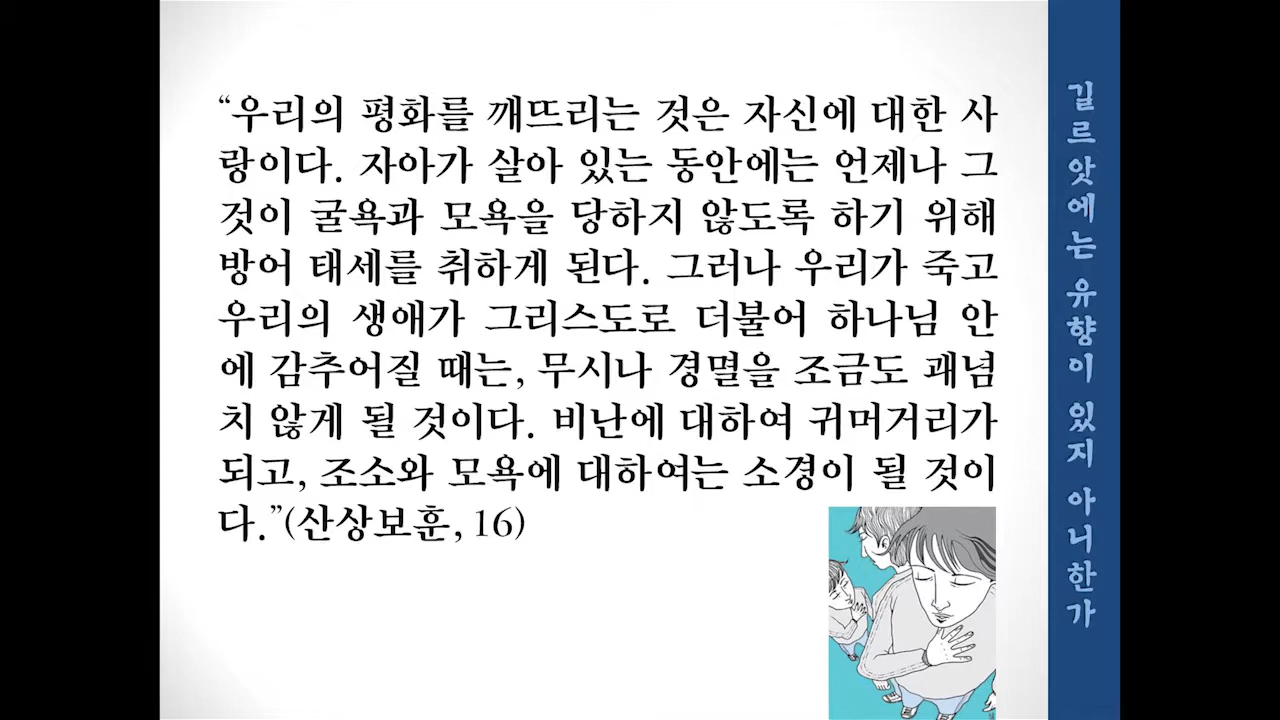 “우리의 평화를 깨뜨리는 것은 자신에 대한 사
랑이다. 자아가 살아 있는 동안에는 언제나 그
것이 굴욕과 모욕을 당하지 않도록 하기 위해
방어 태세를 취하게 된다. 그러나 우리가 죽고
우리의 생애가 그리스도로 더불어 하나님 안
에 감추어질 때는, 무시나 경멸을 조금도 괘념
치 않게 될 것이다. 비난에 대하여 귀머거리가
되고, 조소와 모욕에 대하여는 소경이 될 것이
다.”(산상보훈, 16)
길르앗에는 유향이 있지 아니한가